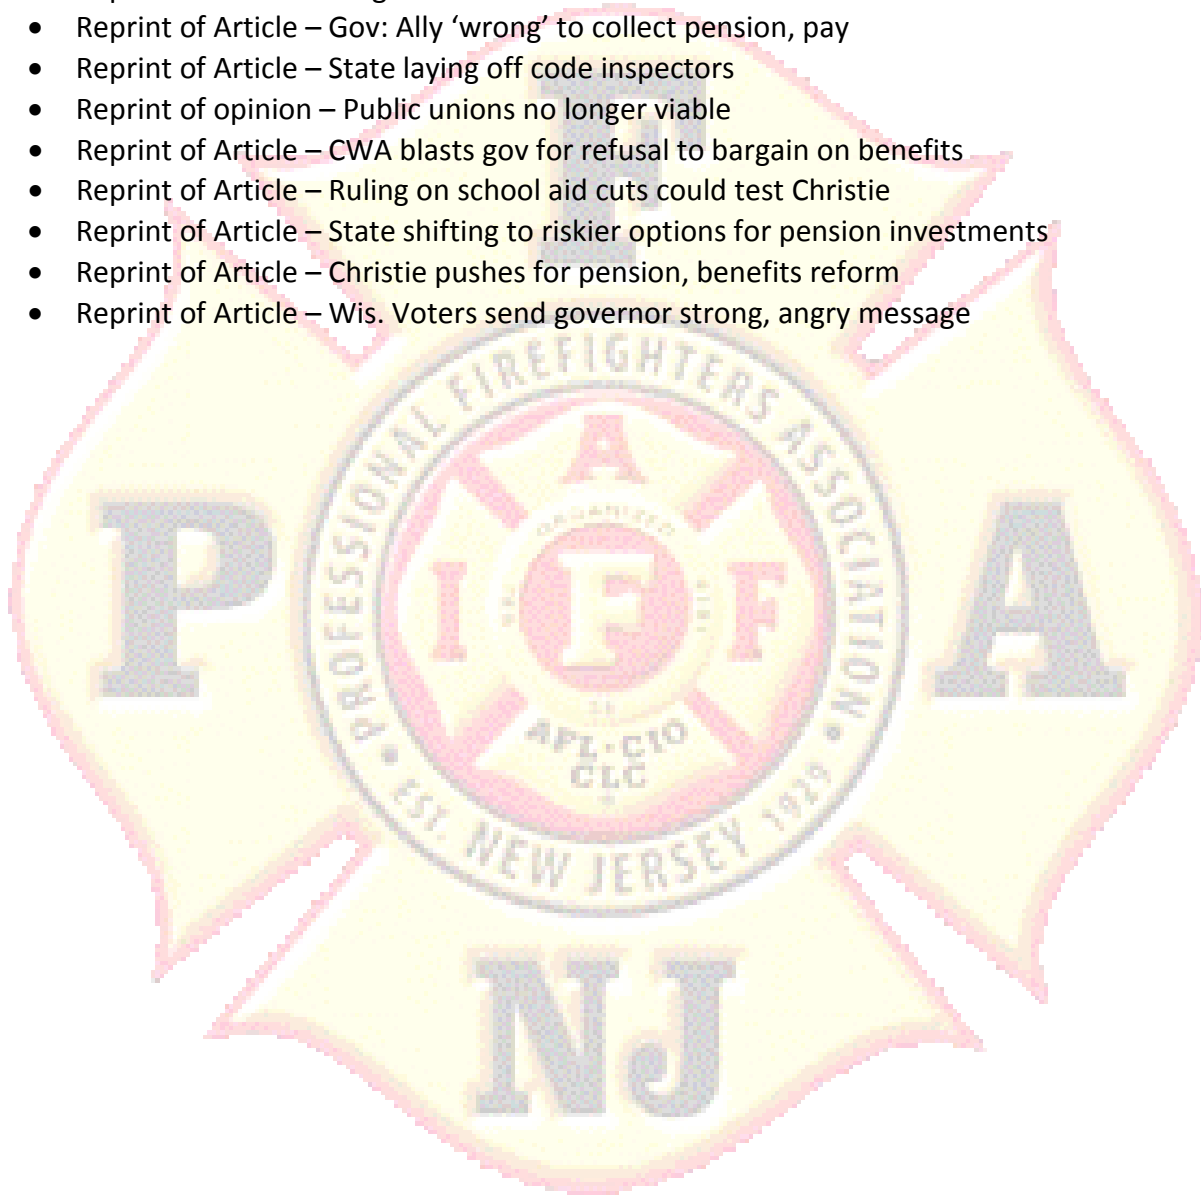 • Reprint of Article – Gov: Ally ‘wrong’ to collect pension, pay
• Reprint of Article – State laying off code inspectors
• Reprint of opinion – Public unions no longer viable
• Reprint of Article – CWA blasts gov for refusal to bargain on benefits
• Reprint of Article – Ruling on school aid cuts could test Christie
• Reprint of Article – State shifting to riskier options for pension investments
• Reprint of Article – Christie pushes for pension, benefits reform
• Reprint of Article – Wis. Voters send governor strong, angry message
F
• PROFESSIONAL FIREFIGHTERS ASSOCIATION •
A
ORGANIZED
P
I
F
F
A
AFL·CIO
CLC
EST. NEW JERSEY 1929
NJ